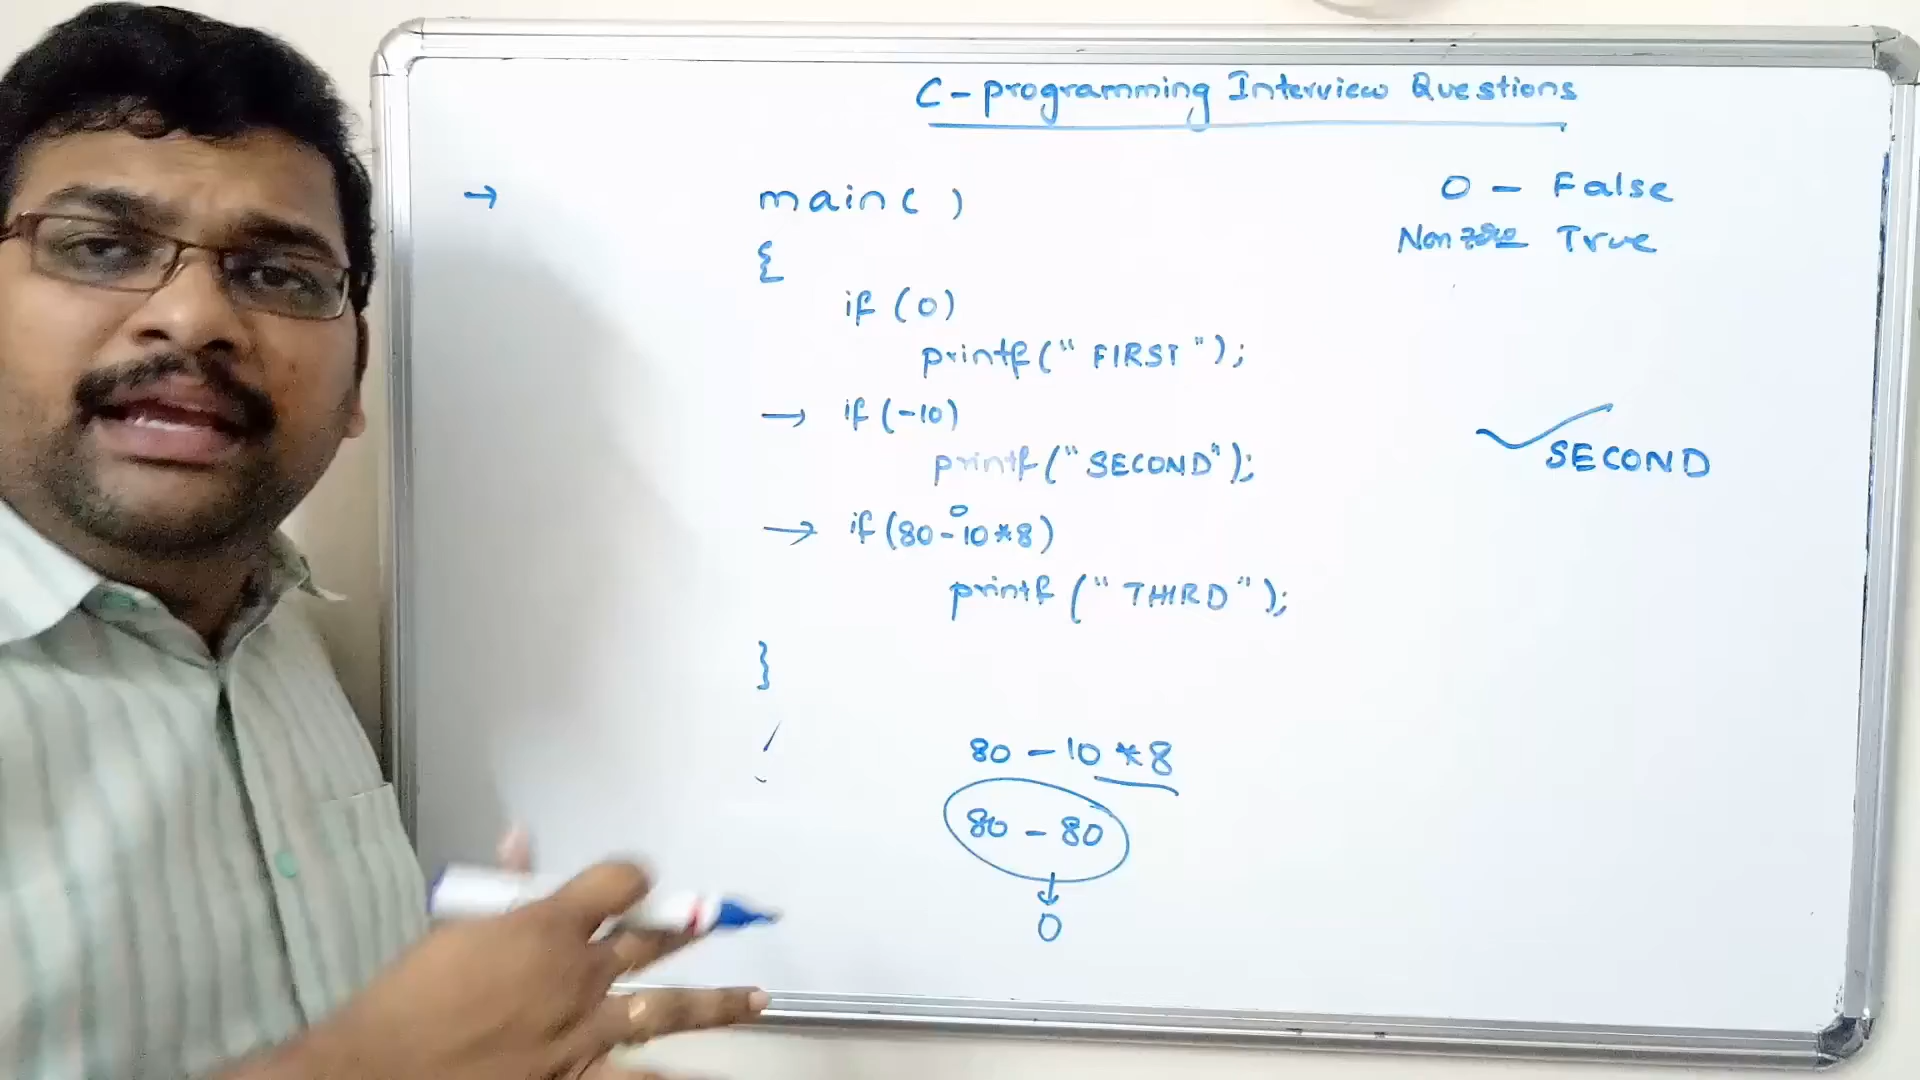 C-programming Interview Questions
→ main( )
{
if (0)
printf(" FIRST ");
→ if (-10)
printf("SECOND");
0
→ if (80-10*8)
printf (" THIRD ");
}
0 - False
Non zero True
SECOND
80 - 10 *8
80 - 80
↓
0